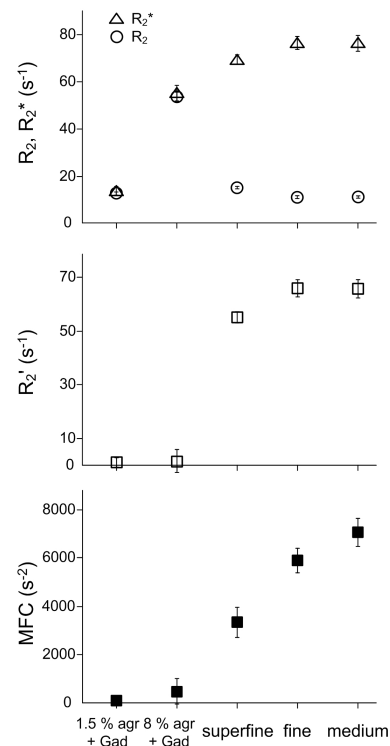 R₂*
R₂
80
60
40
20
0
R₂, R₂* (s⁻¹)
70
50
30
10
0
R₂' (s⁻¹)
8000
6000
4000
2000
0
MFC (s⁻²)
1.5 % agr + Gad
8 % agr + Gad
superfine
fine
medium